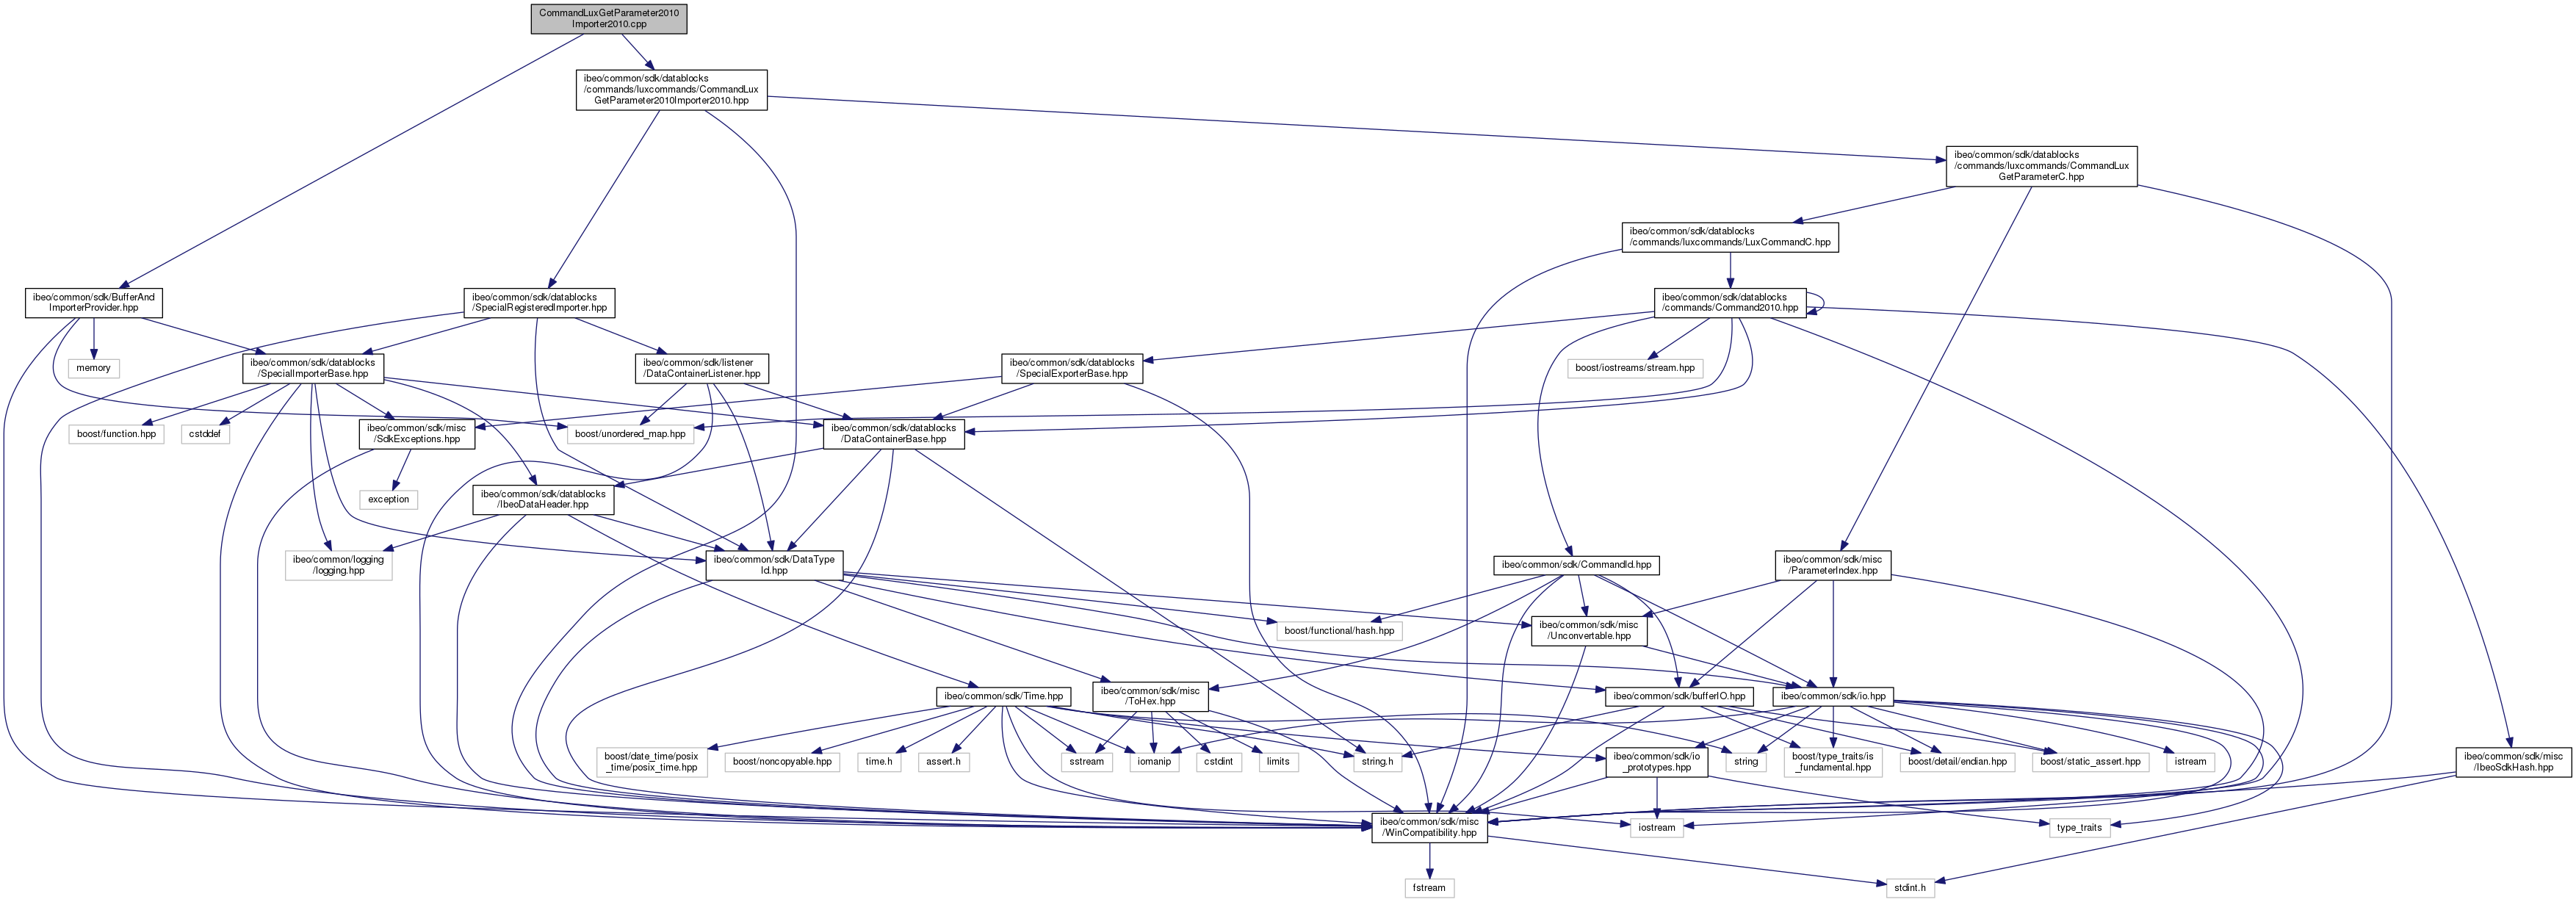 CommandLuxGetParameter2010
Importer2010.cpp
ibeo/common/sdk/datablocks
/commands/luxcommands/CommandLux
GetParameter2010Importer2010.hpp
ibeo/common/sdk/datablocks
/commands/luxcommands/CommandLux
GetParameterC.hpp
ibeo/common/sdk/datablocks
/commands/luxcommands/LuxCommandC.hpp
ibeo/common/sdk/BufferAnd
ImporterProvider.hpp
ibeo/common/sdk/datablocks
/SpecialRegisteredImporter.hpp
ibeo/common/sdk/datablocks
/commands/Command2010.hpp
memory
ibeo/common/sdk/datablocks
/SpecialImporterBase.hpp
ibeo/common/sdk/listener
/DataContainerListener.hpp
ibeo/common/sdk/datablocks
/SpecialExporterBase.hpp
boost/iostreams/stream.hpp
boost/function.hpp
cstddef
ibeo/common/sdk/misc
/SdkExceptions.hpp
boost/unordered_map.hpp
ibeo/common/sdk/datablocks
/DataContainerBase.hpp
exception
ibeo/common/sdk/datablocks
/IbeoDataHeader.hpp
ibeo/common/logging
/logging.hpp
ibeo/common/sdk/DataType
Id.hpp
ibeo/common/sdk/CommandId.hpp
ibeo/common/sdk/misc
/ParameterIndex.hpp
boost/functional/hash.hpp
ibeo/common/sdk/misc
/Unconvertable.hpp
ibeo/common/sdk/Time.hpp
ibeo/common/sdk/misc
/ToHex.hpp
ibeo/common/sdk/bufferIO.hpp
ibeo/common/sdk/io.hpp
boost/date_time/posix
_time/posix_time.hpp
boost/noncopyable.hpp
time.h
assert.h
sstream
iomanip
cstdint
limits
string.h
ibeo/common/sdk/io
_prototypes.hpp
string
boost/type_traits/is
_fundamental.hpp
boost/detail/endian.hpp
boost/static_assert.hpp
istream
ibeo/common/sdk/misc
/IbeoSdkHash.hpp
ibeo/common/sdk/misc
/WinCompatibility.hpp
iostream
type_traits
fstream
stdint.h